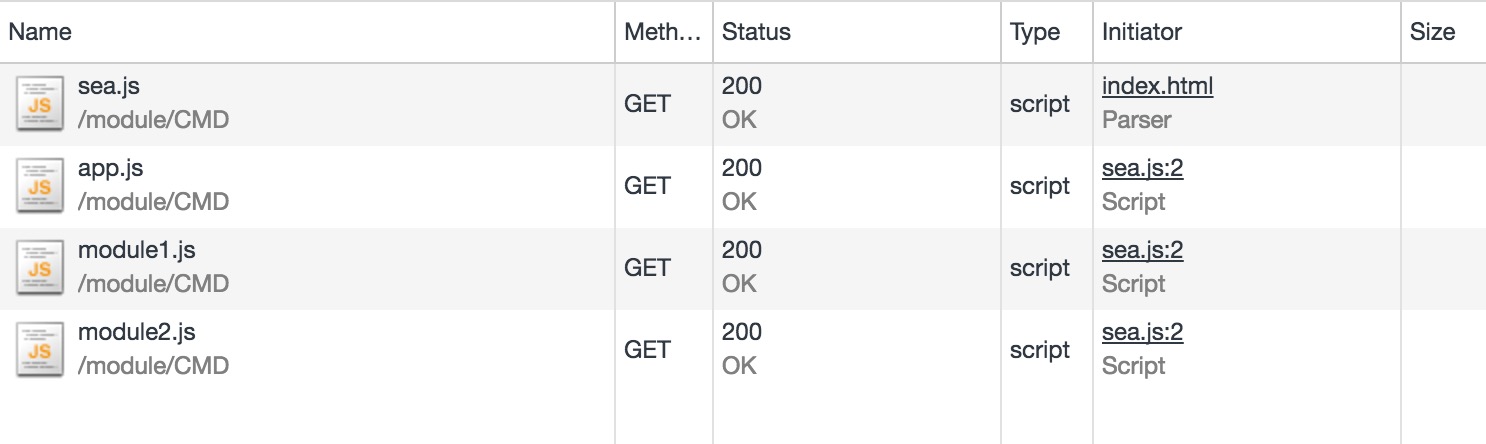 Name Meth… Status Type Initiator Size
JS sea.js GET 200 script index.html
/module/CMD OK Parser
JS app.js GET 200 script sea.js:2
/module/CMD OK Script
JS module1.js GET 200 script sea.js:2
/module/CMD OK Script
JS module2.js GET 200 script sea.js:2
/module/CMD OK Script